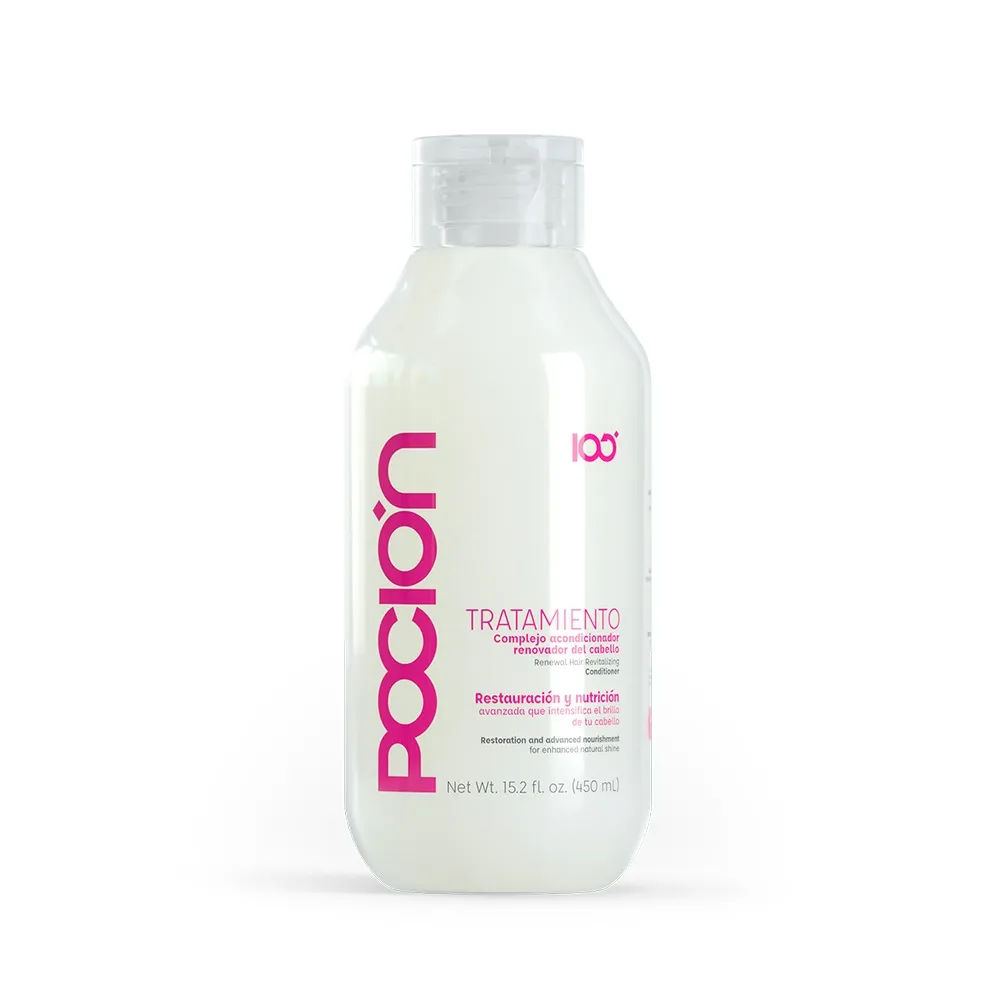 POCIÓN
100°
TRATAMIENTO
Complejo acondicionador
renovador del cabello
Renewal Hair Revitalizing
Conditioner
Restauración y nutrición
avanzada que intensifica el brillo
de tu cabello
Restoration and advanced nourishment
for enhanced natural shine
Net Wt. 15.2 fl. oz. (450 mL)